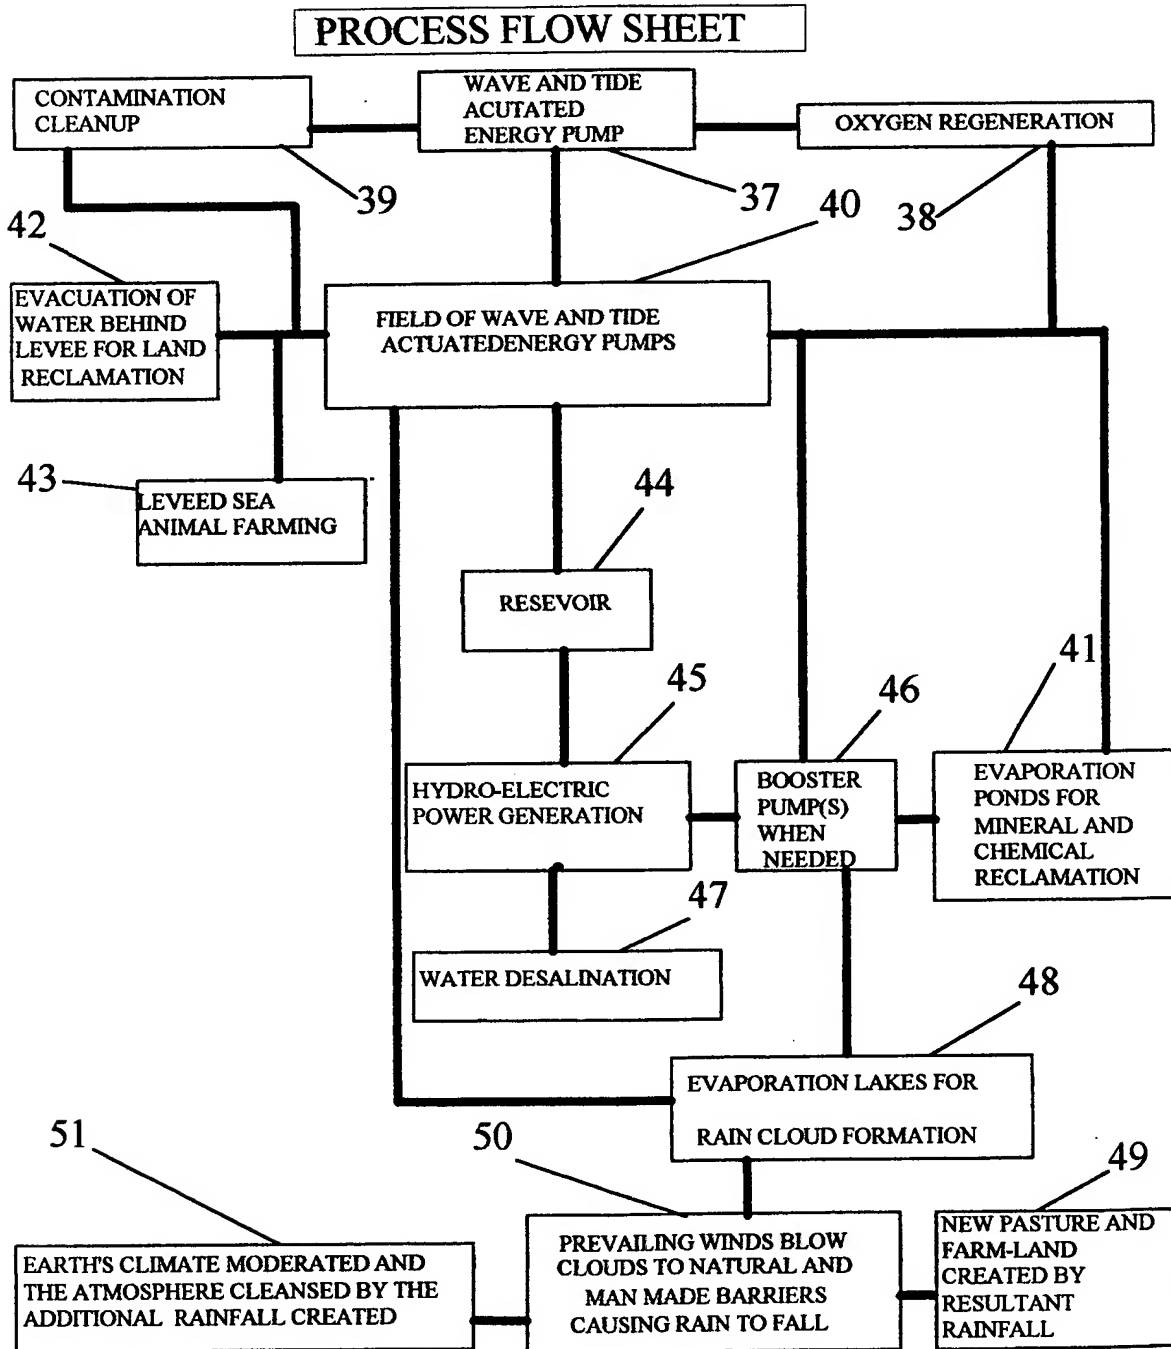 PROCESS FLOW SHEET
CONTAMINATION
CLEANUP
WAVE AND TIDE
ACUTATED
ENERGY PUMP
OXYGEN REGENERATION
39
37
40
38
42
EVACUATION OF
WATER BEHIND
LEVEE FOR LAND
RECLAMATION
FIELD OF WAVE AND TIDE
ACTUATEDENERGY PUMPS
43
LEVEED SEA
ANIMAL FARMING
44
RESEVOIR
45
46
41
HYDRO-ELECTRIC
POWER GENERATION
BOOSTER
PUMP(S)
WHEN
NEEDED
EVAPORATION
PONDS FOR
MINERAL AND
CHEMICAL
RECLAMATION
47
WATER DESALINATION
48
EVAPORATION LAKES FOR
RAIN CLOUD FORMATION
51
50
49
EARTH'S CLIMATE MODERATED AND
THE ATMOSPHERE CLEANSED BY THE
ADDITIONAL RAINFALL CREATED
PREVAILING WINDS BLOW
CLOUDS TO NATURAL AND
MAN MADE BARRIERS
CAUSING RAIN TO FALL
NEW PASTURE AND
FARM-LAND
CREATED BY
RESULTANT
RAINFALL